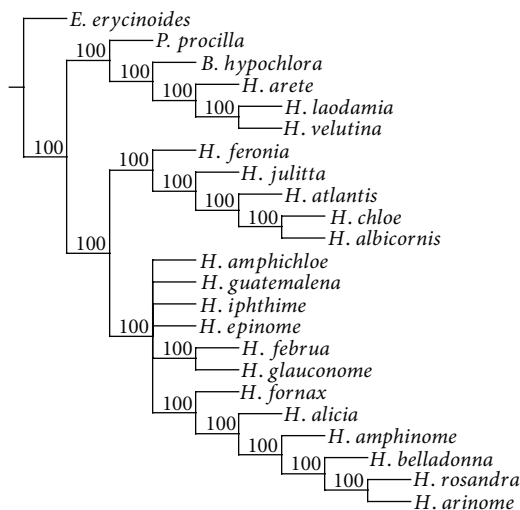 E. erycinoides
P. procilla
100
B. hypochlora
100
H. arete
100
H. laodamia
100
H. velutina
100
H. feronia
100
H. julitta
100
H. atlantis
100
H. chloe
100
H. albicornis
100
H. amphichloe
H. guatemalena
H. iphthime
H. epinome
100
H. februa
100
H. glauconome
H. fornax
100
H. alicia
100
H. amphinome
100
H. belladonna
100
H. rosandra
100
H. arinome